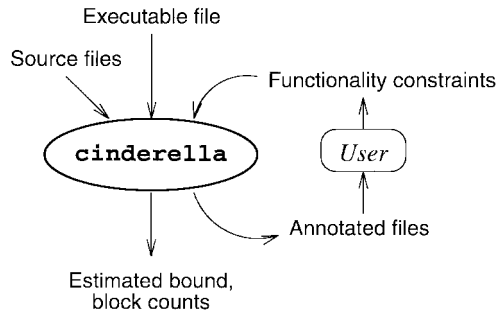 Executable file
Source files
Functionality constraints
cinderella
User
Annotated files
Estimated bound,
block counts